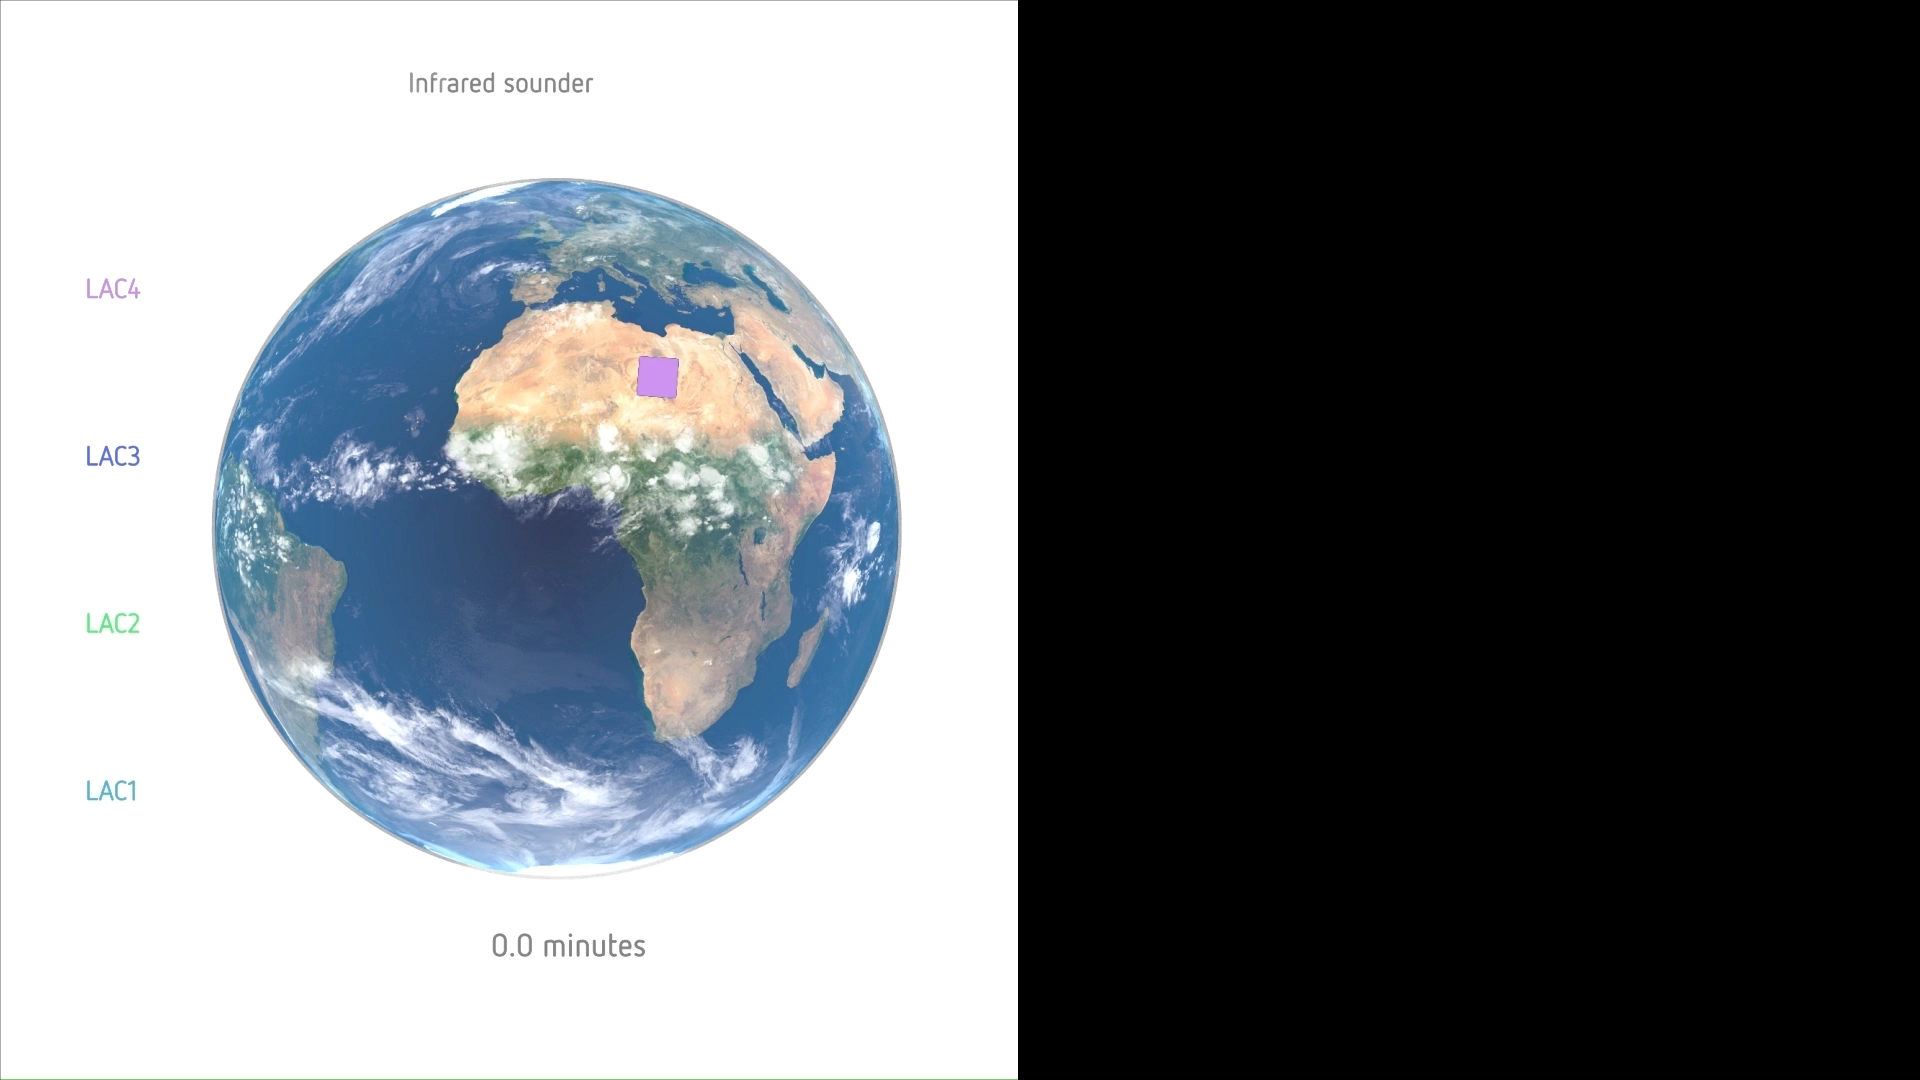 Infrared sounder
LAC4
LAC3
LAC2
LAC1
0.0 minutes